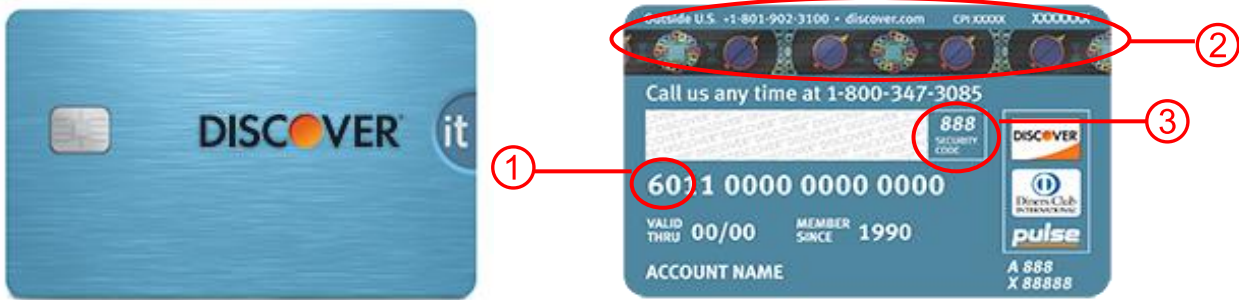 DISCOVER it
Outside U.S. +1-801-902-3100 • discover.com CPI XXXXX XXXXXXX
2
Call us any time at 1-800-347-3085
888
SECURITY
CODE
3
DISCOVER
1
6011 0000 0000 0000
Diners Club
INTERNATIONAL
VALID
THRU 00/00 MEMBER
SINCE 1990
pulse
ACCOUNT NAME
A 888
X 88888